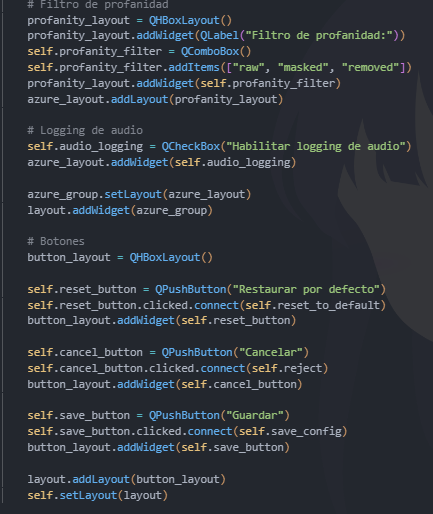 # Filtro de profanidad
profanity_layout = QHBoxLayout()
profanity_layout.addWidget(QLabel("Filtro de profanidad:"))
self.profanity_filter = QComboBox()
self.profanity_filter.addItems(["raw", "masked", "removed"])
profanity_layout.addWidget(self.profanity_filter)
azure_layout.addLayout(profanity_layout)
# Logging de audio
self.audio_logging = QCheckBox("Habilitar logging de audio")
azure_layout.addWidget(self.audio_logging)
azure_group.setLayout(azure_layout)
layout.addWidget(azure_group)
# Botones
button_layout = QHBoxLayout()
self.reset_button = QPushButton("Restaurar por defecto")
self.reset_button.clicked.connect(self.reset_to_default)
button_layout.addWidget(self.reset_button)
self.cancel_button = QPushButton("Cancelar")
self.cancel_button.clicked.connect(self.reject)
button_layout.addWidget(self.cancel_button)
self.save_button = QPushButton("Guardar")
self.save_button.clicked.connect(self.save_config)
button_layout.addWidget(self.save_button)
layout.addLayout(button_layout)
self.setLayout(layout)